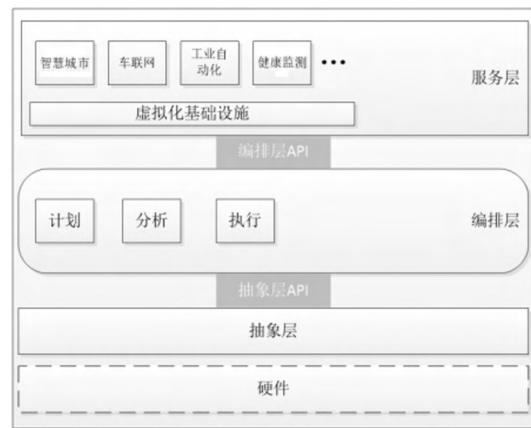 智慧城市
车联网
工业自
动化
健康监测
•••
服务层
虚拟化基础设施
编排层API
计划
分析
执行
编排层
抽象层API
抽象层
硬件